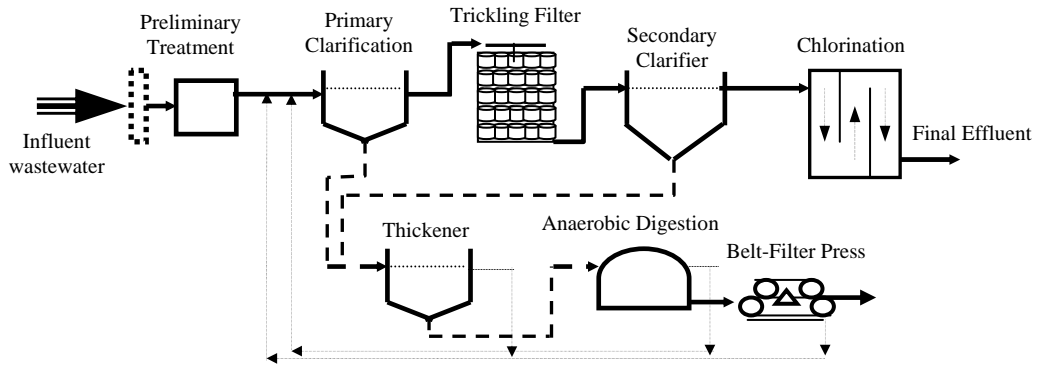 Preliminary
Treatment
Primary
Clarification
Trickling Filter
Secondary
Clarifier
Chlorination
Influent
wastewater
Final Effluent
Thickener
Anaerobic Digestion
Belt-Filter Press